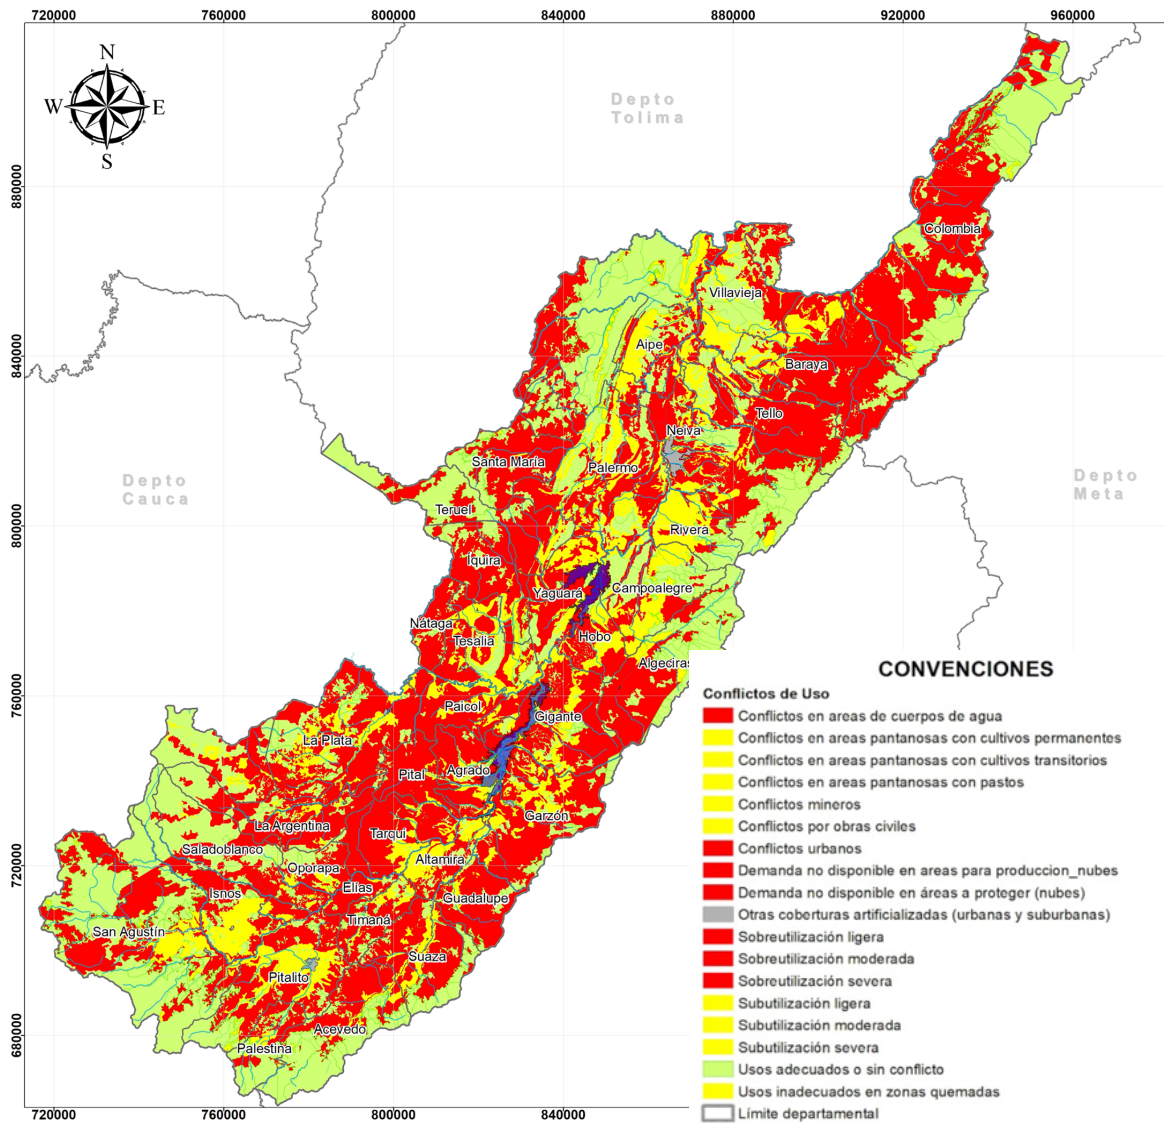 720000 760000 800000 840000 880000 920000 960000
N
W E
S
Depto
Tolima
880000
Colombia
Villavieja
Aipe
840000
Baraya
Tello
Neiva
Santa María
Palermo
Depto
Cauca
Depto
Meta
Teruel
800000
Rivera
Iquira
Yaguará
Campoalegre
Nátaga
Tesalia
Hobo
Algeciras
760000
Paicol
Gigante
La Plata
Pital
Agrado
Garzón
La Argentina
Tarqui
Saladoblanco
Altamira
720000
Oporapa
Elías
Isnos
Guadalupe
Timaná
San Agustín
Suaza
Pitalito
Acevedo
680000
Palestina
720000 760000 800000 840000
CONVENCIONES
Conflictos de Uso
Conflictos en areas de cuerpos de agua
Conflictos en areas pantanosas con cultivos permanentes
Conflictos en areas pantanosas con cultivos transitorios
Conflictos en areas pantanosas con pastos
Conflictos mineros
Conflictos por obras civiles
Conflictos urbanos
Demanda no disponible en areas para produccion_nubes
Demanda no disponible en áreas a proteger (nubes)
Otras coberturas artificializadas (urbanas y suburbanas)
Sobreutilización ligera
Sobreutilización moderada
Sobreutilización severa
Subutilización ligera
Subutilización moderada
Subutilización severa
Usos adecuados o sin conflicto
Usos inadecuados en zonas quemadas
Límite departamental